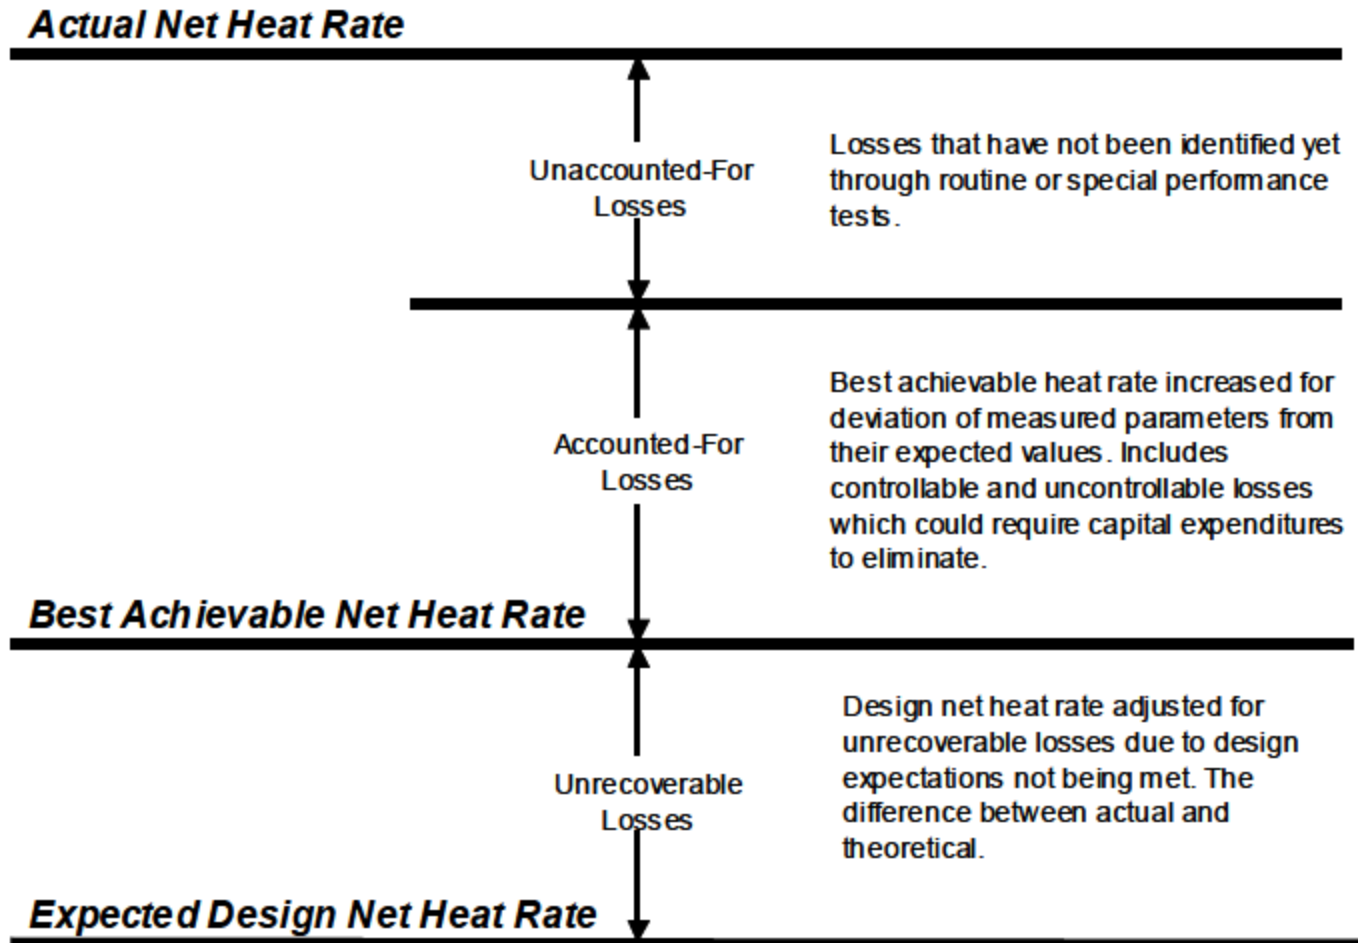 Actual Net Heat Rate
Unaccounted-For
Losses
Losses that have not been identified yet
through routine or special performance
tests.
Accounted-For
Losses
Best achievable heat rate increased for
deviation of measured parameters from
their expected values. Includes
controllable and uncontrollable losses
which could require capital expenditures
to eliminate.
Best Achievable Net Heat Rate
Unrecoverable
Losses
Design net heat rate adjusted for
unrecoverable losses due to design
expectations not being met. The
difference between actual and
theoretical.
Expected Design Net Heat Rate